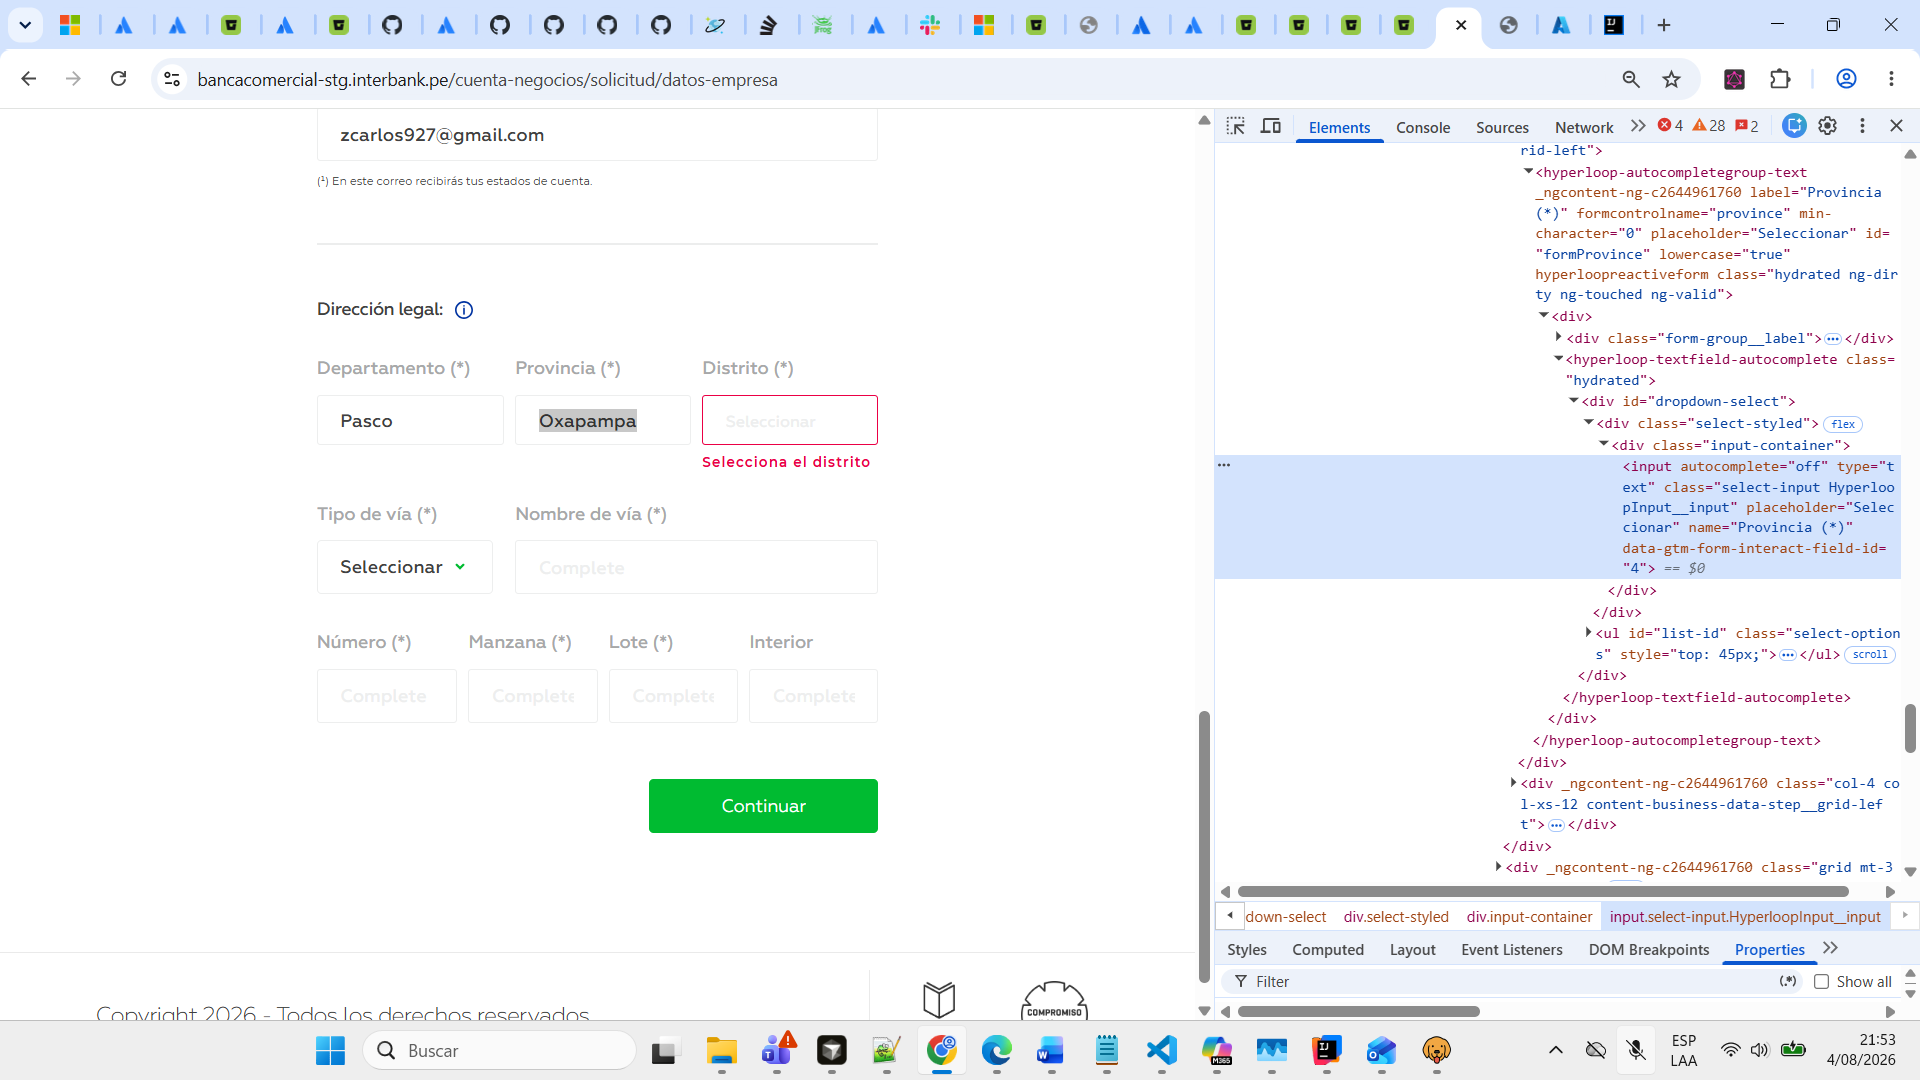 bancacomercial-stg.interbank.pe/cuenta-negocios/solicitud/datos-empresa
zcarlos927@gmail.com
(¹) En este correo recibirás tus estados de cuenta.
Dirección legal:
Departamento (*) Provincia (*) Distrito (*)
Pasco Oxapampa Seleccionar
Selecciona el distrito
Tipo de vía (*) Nombre de vía (*)
Seleccionar Complete
Número (*) Manzana (*) Lote (*) Interior
Complete Complete Complete Complete
Continuar
Copyright 2026 - Todos los derechos reservados
COMPROMISO
Elements Console Sources Network 4 28 2
rid-left">
<hyperloop-autocompletegroup-text
_ngcontent-ng-c2644961760 label="Provincia
(*)" formcontrolname="province" min-
character="0" placeholder="Seleccionar" id=
"formProvince" lowercase="true"
hyperloopreactiveform class="hydrated ng-dir
ty ng-touched ng-valid">
<div>
<div class="form-group__label">…</div>
<hyperloop-textfield-autocomplete class=
"hydrated">
<div id="dropdown-select">
<div class="select-styled"> flex
<div class="input-container">
<input autocomplete="off" type="t
ext" class="select-input Hyperloo
pInput__input" placeholder="Selec
cionar" name="Provincia (*)"
data-gtm-form-interact-field-id=
"4"> == $0
</div>
</div>
<ul id="list-id" class="select-option
s" style="top: 45px;">…</ul> scroll
</div>
</hyperloop-textfield-autocomplete>
</div>
</hyperloop-autocompletegroup-text>
</div>
<div _ngcontent-ng-c2644961760 class="col-4 co
l-xs-12 content-business-data-step__grid-lef
t">…</div>
</div>
<div _ngcontent-ng-c2644961760 class="grid mt-3
down-select div.select-styled div.input-container input.select-input.HyperloopInput__input
Styles Computed Layout Event Listeners DOM Breakpoints Properties
Filter (.*) Show all
Buscar
ESP
LAA
21:53
4/08/2026